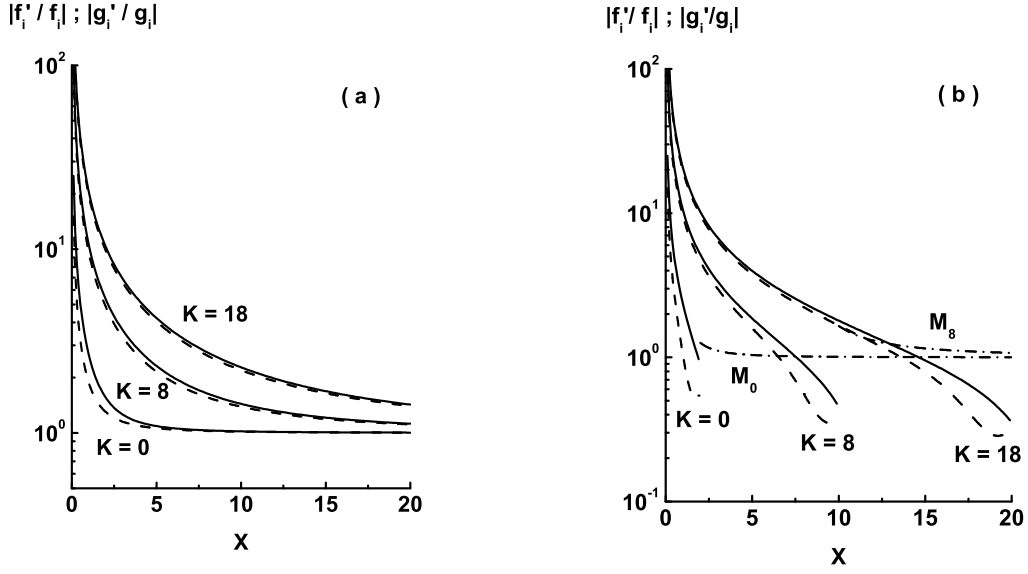 |f_i' / f_i| ; |g_i' / g_i|
( a )
10^2
10^1
10^0
K = 18
K = 8
K = 0
0 5 10 15 20
X
|f_i'/ f_i| ; |g_i'/g_i|
( b )
10^2
10^1
10^0
10^-1
M_8
M_0
K = 0
K = 8
K = 18
0 5 10 15 20
X